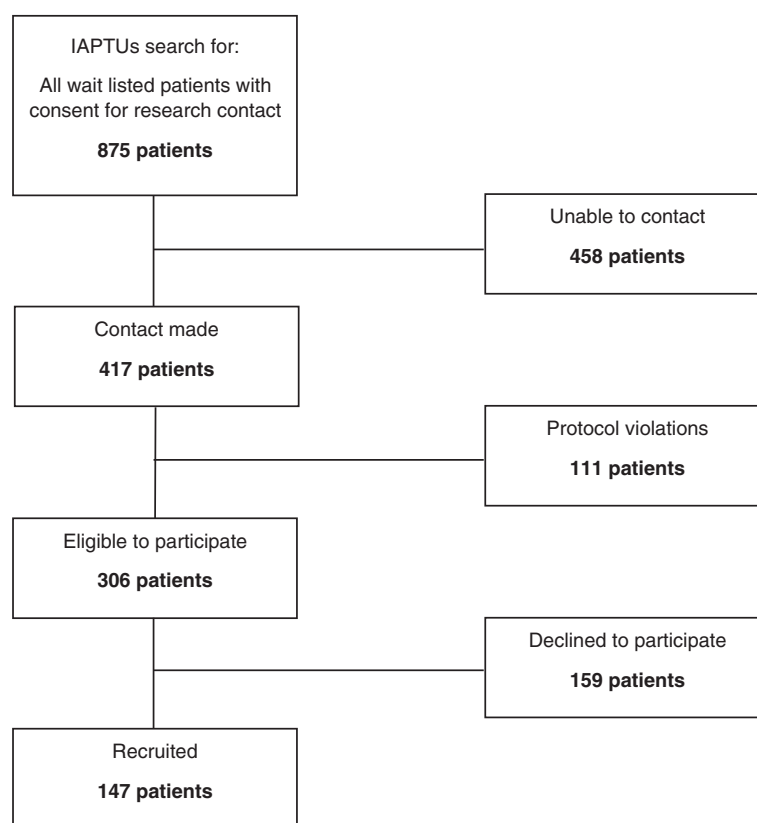 IAPTUs search for:
All wait listed patients with
consent for research contact
875 patients
Unable to contact
458 patients
Contact made
417 patients
Protocol violations
111 patients
Eligible to participate
306 patients
Declined to participate
159 patients
Recruited
147 patients